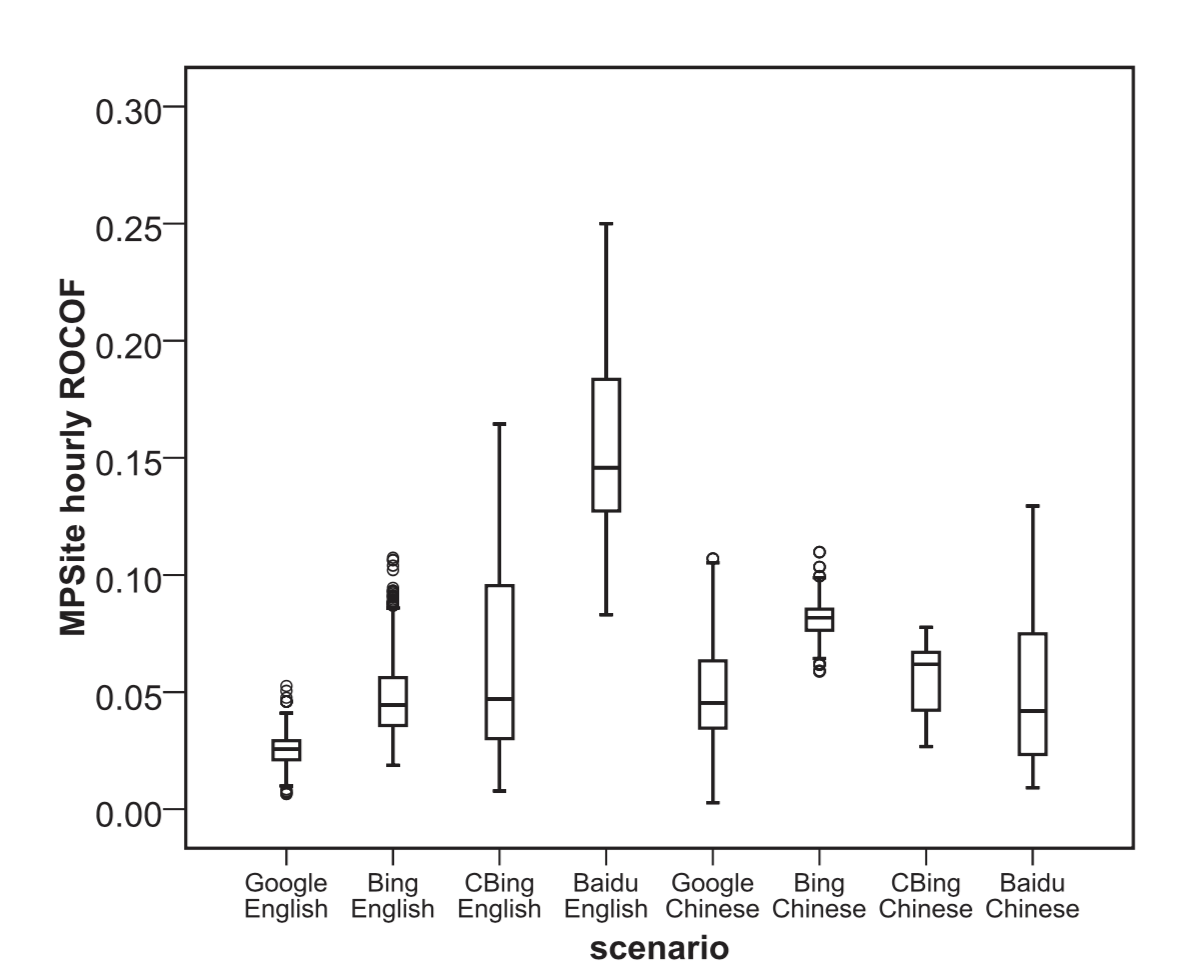 MPSite hourly ROCOF
0.30
0.25
0.20
0.15
0.10
0.05
0.00
Google English
Bing English
CBing English
Baidu English
Google Chinese
Bing Chinese
CBing Chinese
Baidu Chinese
scenario